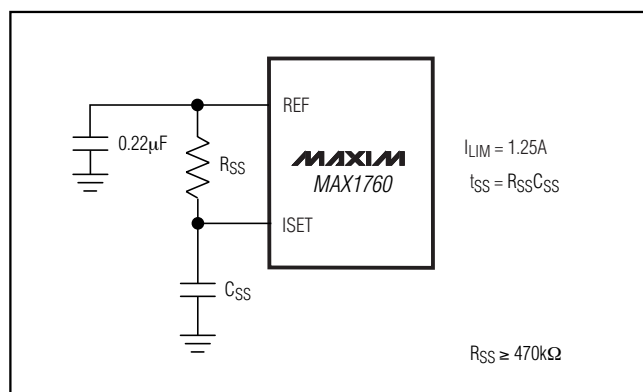 REF
0.22µF
RSS
MAXIM
MAX1760
ILIM = 1.25A
tSS = RSSCSS
ISET
CSS
RSS ≥ 470kΩ